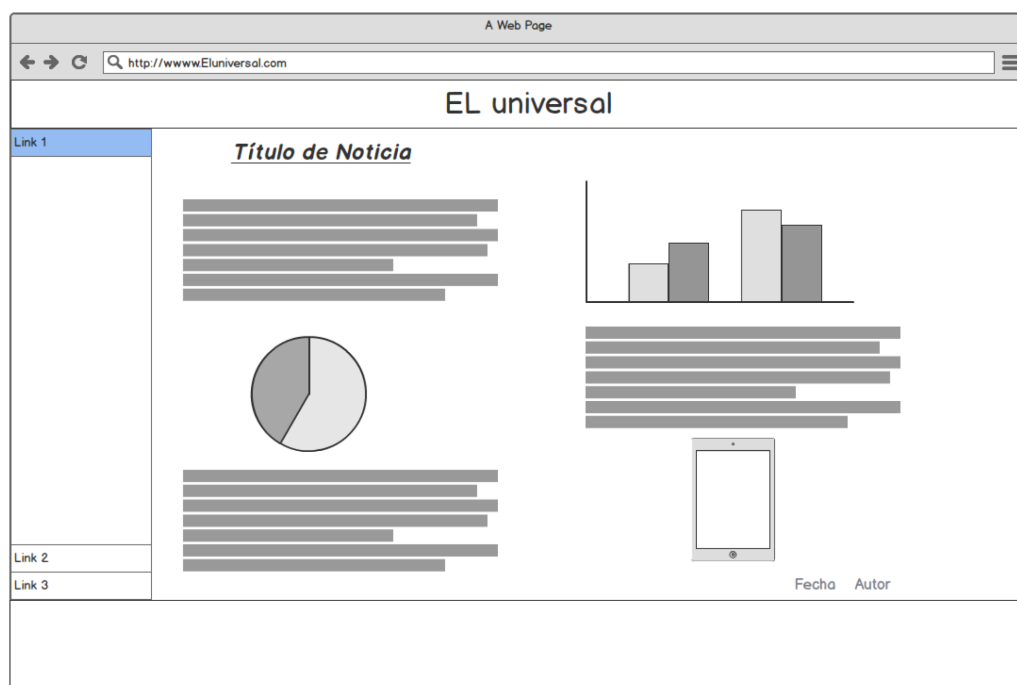 A Web Page
http://wwww.Eluniversal.com
EL universal
Link 1
Título de Noticia
Link 2
Link 3
Fecha Autor